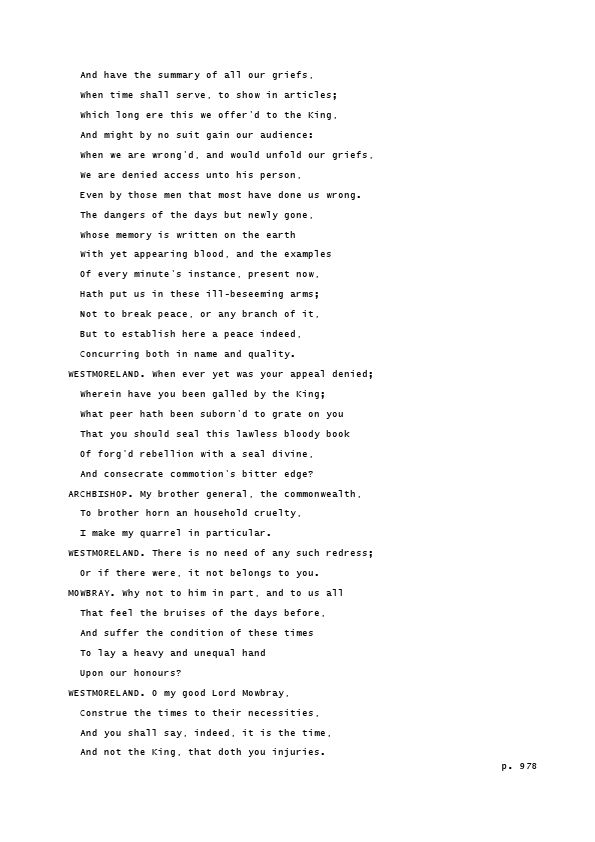 And have the summary of all our griefs,
When time shall serve, to show in articles;
Which long ere this we offer'd to the King,
And might by no suit gain our audience:
When we are wrong'd, and would unfold our griefs,
We are denied access unto his person,
Even by those men that most have done us wrong.
The dangers of the days but newly gone,
Whose memory is written on the earth
With yet appearing blood, and the examples
Of every minute's instance, present now,
Hath put us in these ill-beseeming arms;
Not to break peace, or any branch of it,
But to establish here a peace indeed,
Concurring both in name and quality.
WESTMORELAND. When ever yet was your appeal denied;
Wherein have you been galled by the King;
What peer hath been suborn'd to grate on you
That you should seal this lawless bloody book
Of forg'd rebellion with a seal divine,
And consecrate commotion's bitter edge?
ARCHBISHOP. My brother general, the commonwealth,
To brother horn an household cruelty,
I make my quarrel in particular.
WESTMORELAND. There is no need of any such redress;
Or if there were, it not belongs to you.
MOWBRAY. Why not to him in part, and to us all
That feel the bruises of the days before,
And suffer the condition of these times
To lay a heavy and unequal hand
Upon our honours?
WESTMORELAND. O my good Lord Mowbray,
Construe the times to their necessities,
And you shall say, indeed, it is the time,
And not the King, that doth you injuries.
p. 978